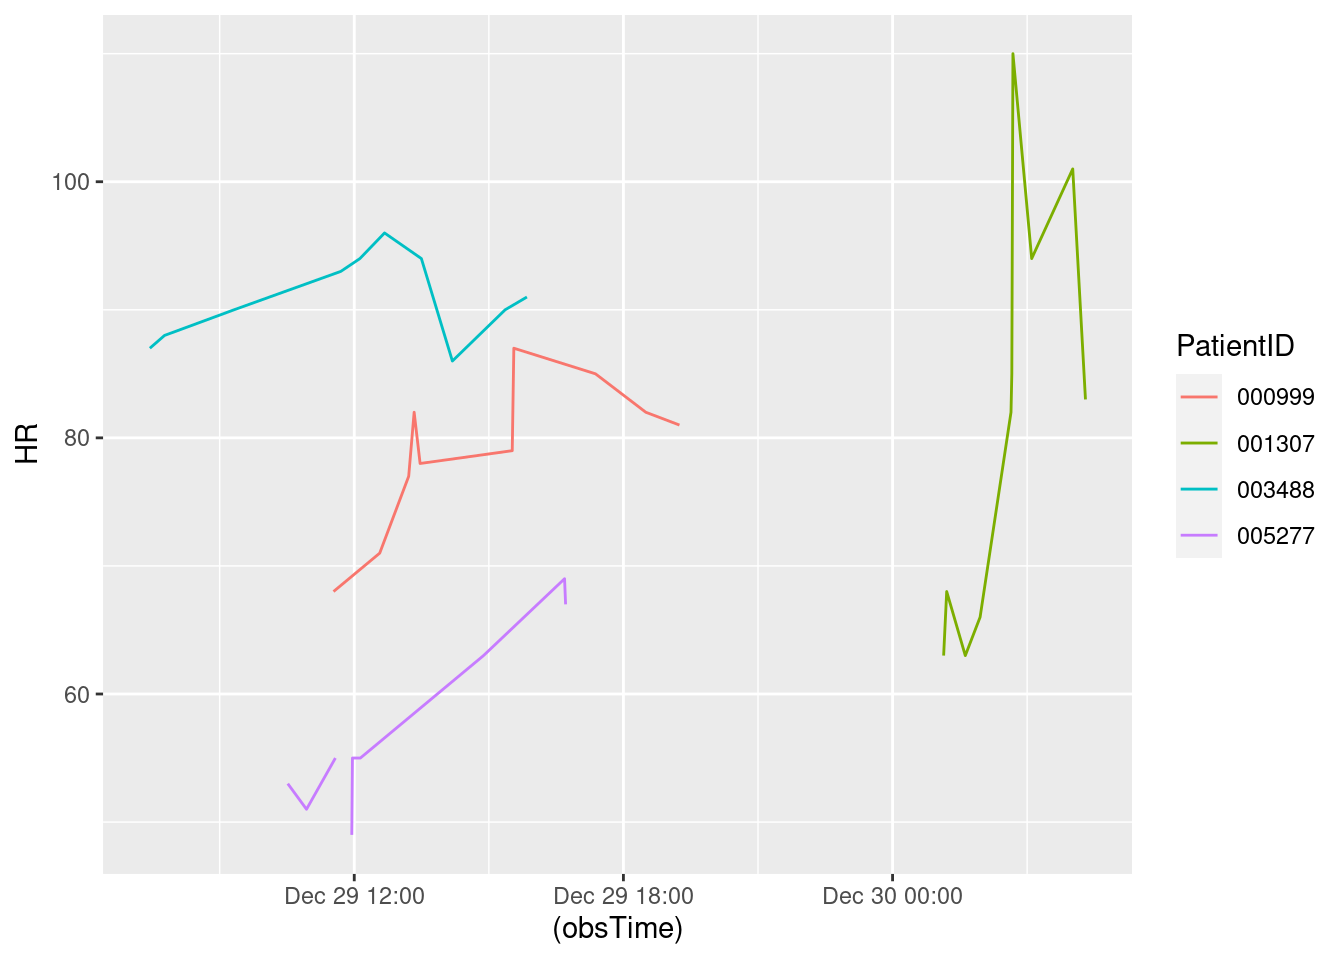 HR
100
80
60
Dec 29 12:00
Dec 29 18:00
Dec 30 00:00
(obsTime)
PatientID
000999
001307
003488
005277